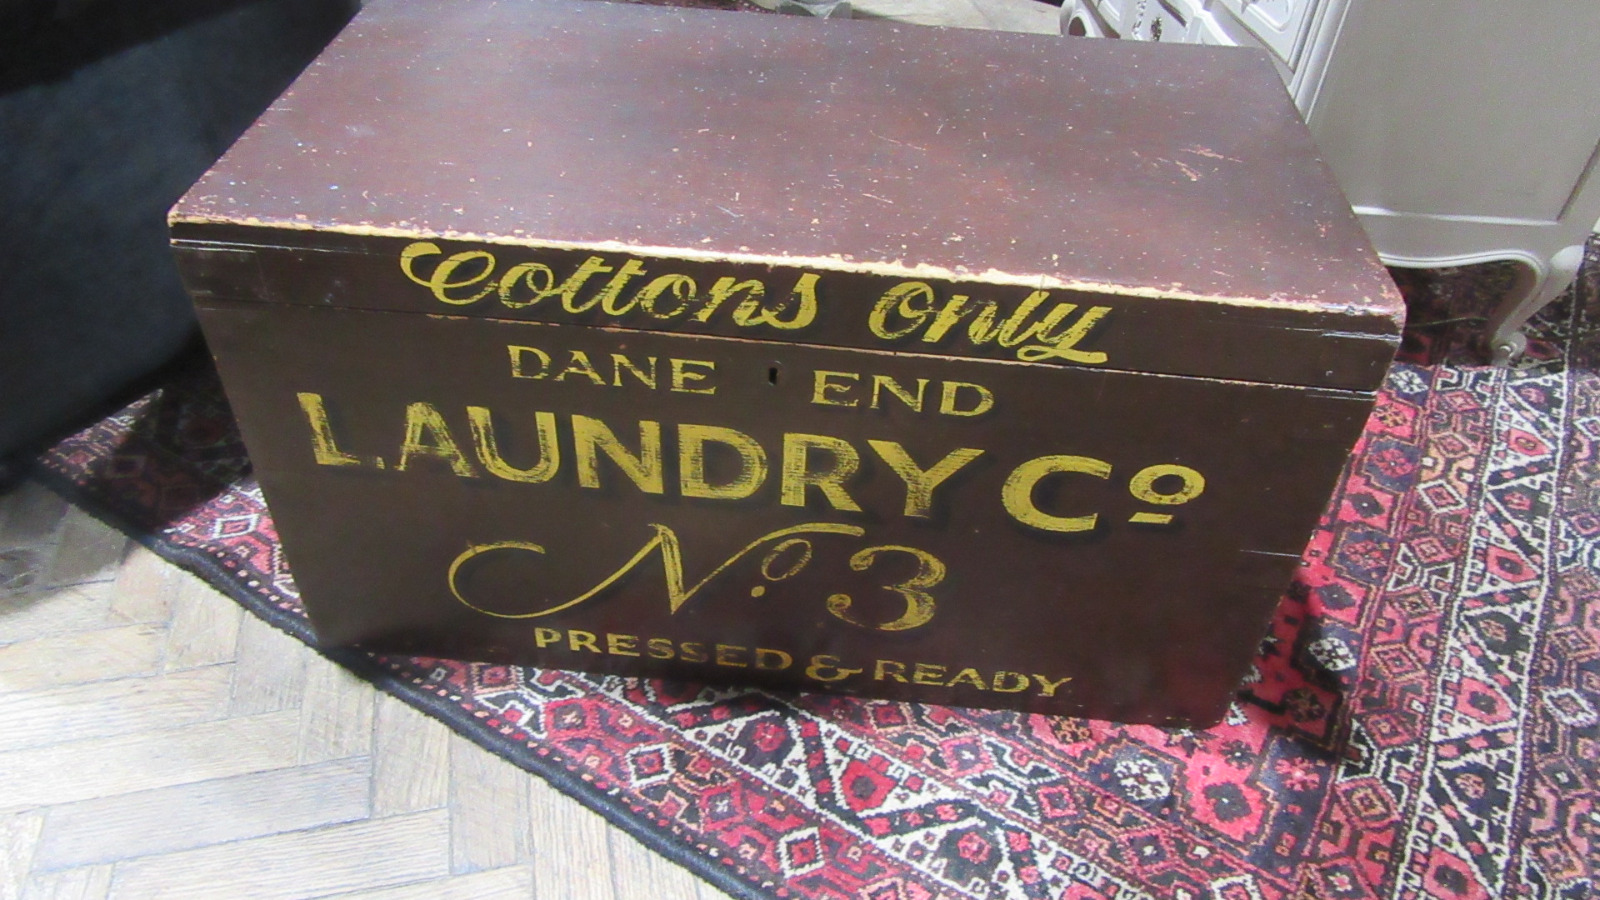 Cottons Only
DANE END
LAUNDRY Cº
Nº 3
PRESSED & READY